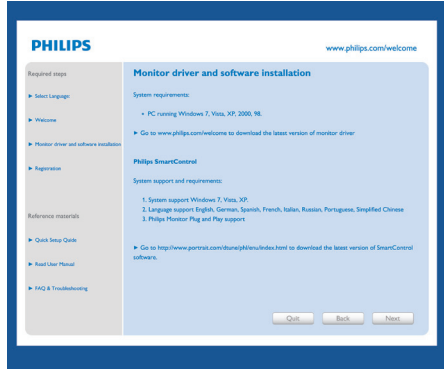 PHILIPS
www.philips.com/welcome
Required steps
Select Language:
Welcome
Monitor driver and software installation
Registration
Reference materials
Quick Setup Quide
Read User Manual
FAQ & Troubleshooting
Monitor driver and software installation
System requirements:
• PC running Windows 7, Vista, XP, 2000, 98.
Go to www.philips.com/welcome to download the latest version of monitor driver
Philips SmartControl
System support and requirements:
1. System support Windows 7, Vista, XP.
2. Language support English, German, Spanish, French, Italian, Russian, Portuguese, Simplified Chinese
3. Philips Monitor Plug and Play support
Go to http://www.portrait.com/dtune/phl/enu/index.html to download the latest version of SmartControl
software.
Quit
Back
Next